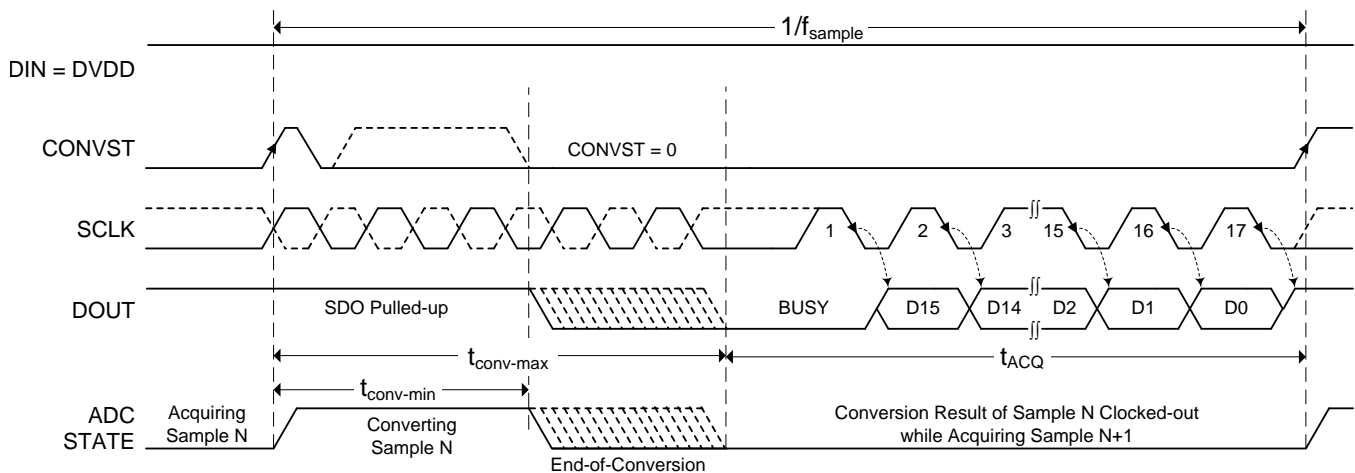 1/fsample
DIN = DVDD
CONVST
CONVST = 0
SCLK
1 2 3 15 16 17
DOUT
SDO Pulled-up
BUSY
D15 D14 D2 D1 D0
tconv-max
tACQ
tconv-min
ADC
STATE
Acquiring
Sample N
Converting
Sample N
End-of-Conversion
Conversion Result of Sample N Clocked-out
while Acquiring Sample N+1